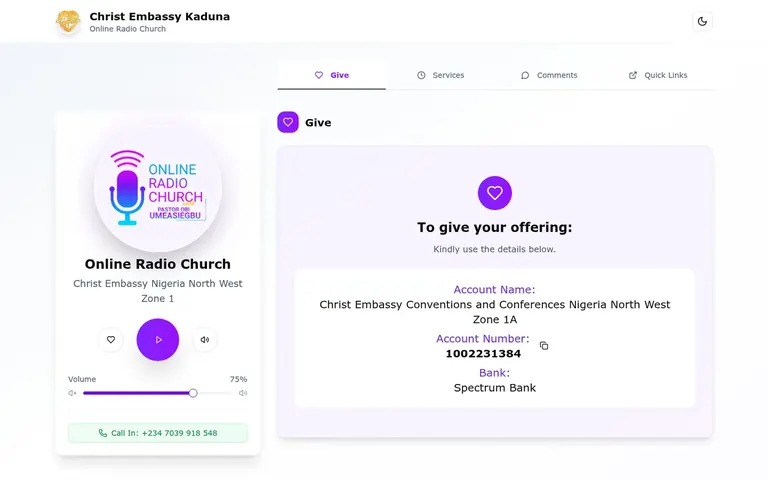 Christ Embassy Kaduna
Online Radio Church
Give
Services
Comments
Quick Links
ONLINE
RADIO
CHURCH
PASTOR OBI
UMEASIEGBU
Online Radio Church
Christ Embassy Nigeria North West
Zone 1
Volume
75%
Call In: +234 7039 918 548
Give
To give your offering:
Kindly use the details below.
Account Name:
Christ Embassy Conventions and Conferences Nigeria North West
Zone 1A
Account Number:
1002231384
Bank:
Spectrum Bank